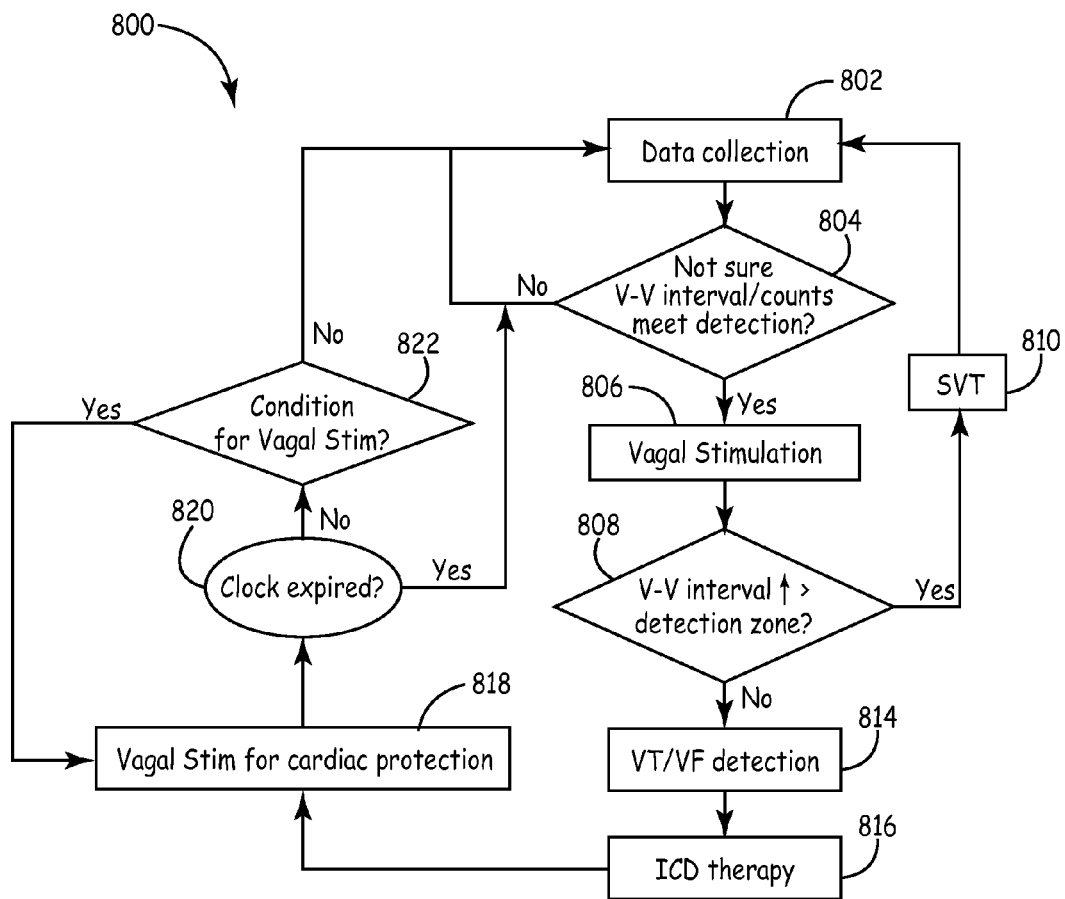 800
802
Data collection
804
Not sure
V-V interval/counts
meet detection?
No
No
810
SVT
822
806
Yes
Condition
for Vagal Stim?
Yes
Vagal Stimulation
820
No
808
Clock expired?
Yes
V-V interval ↑ >
detection zone?
Yes
818
No
814
Vagal Stim for cardiac protection
VT/VF detection
816
ICD therapy